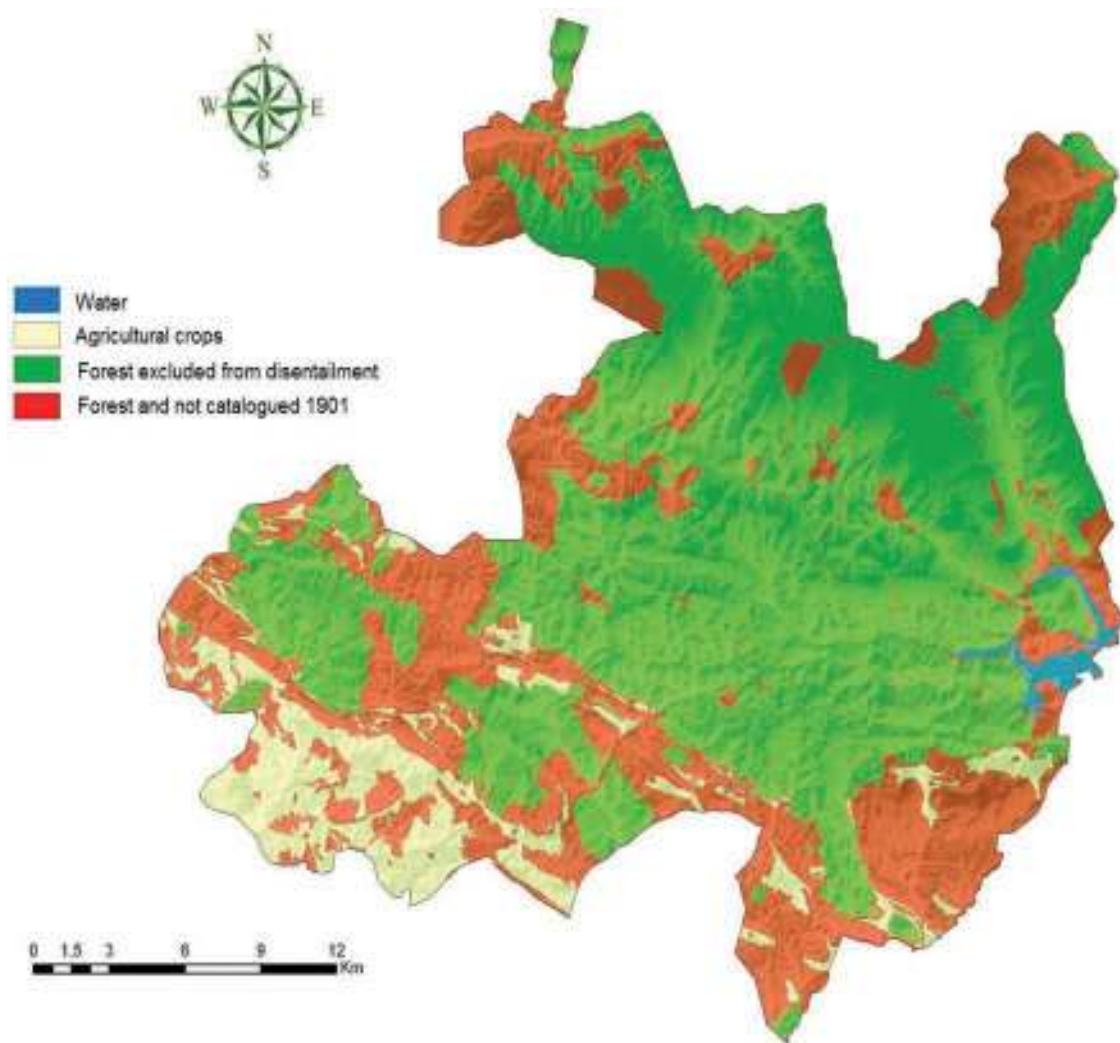 N
W E
S
Water
Agricultural crops
Forest excluded from disentailment
Forest and not catalogued 1901
0 1,5 3 6 9 12
Km